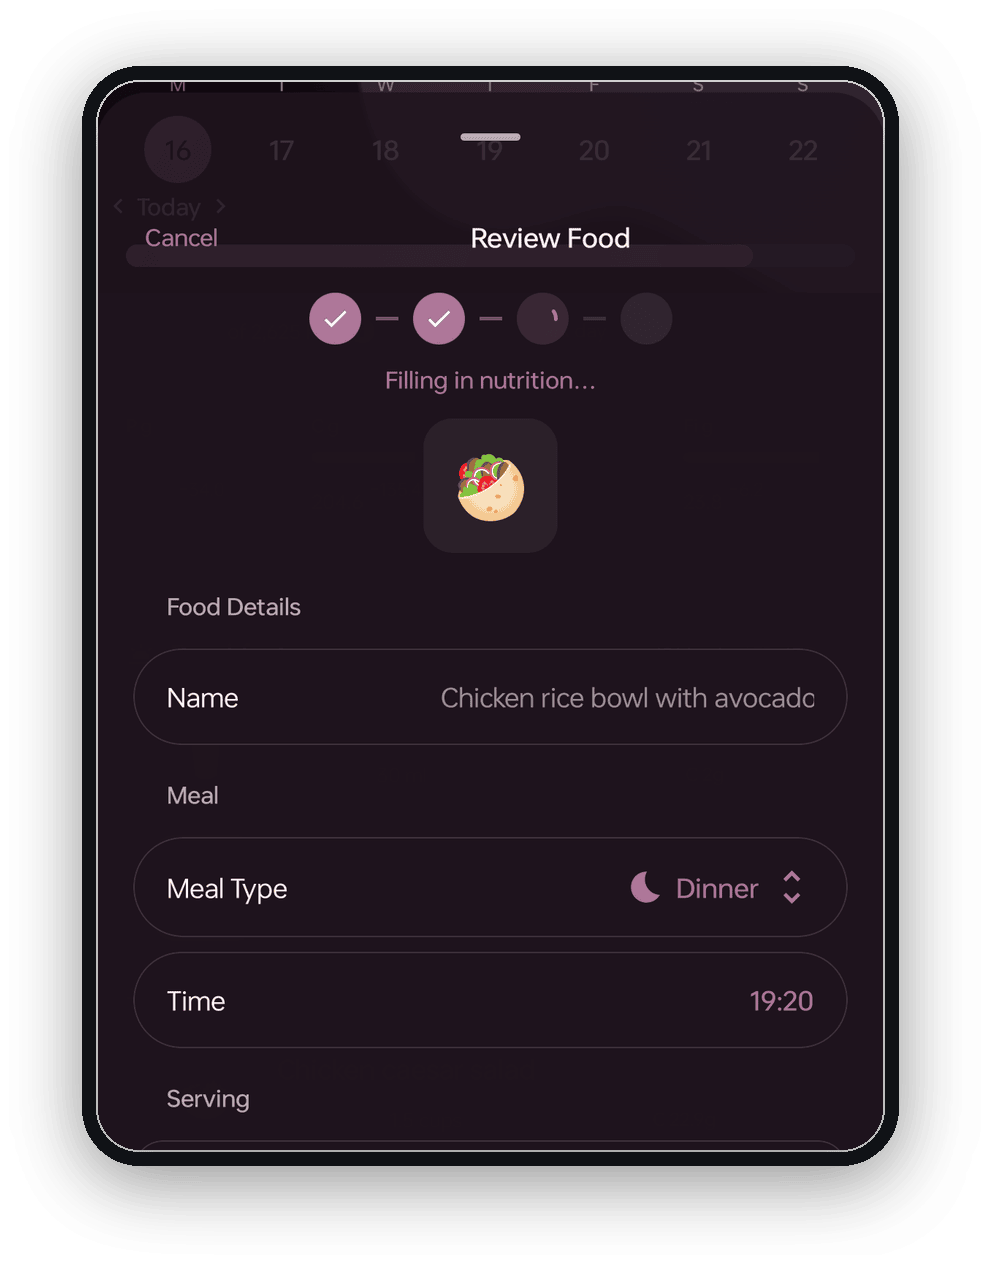 M T W T F S S
16 17 18 19 20 21 22
Today
Cancel Review Food
Filling in nutrition...
Food Details
Name Chicken rice bowl with avocado
Meal
Meal Type Dinner
Time 19:20
Serving